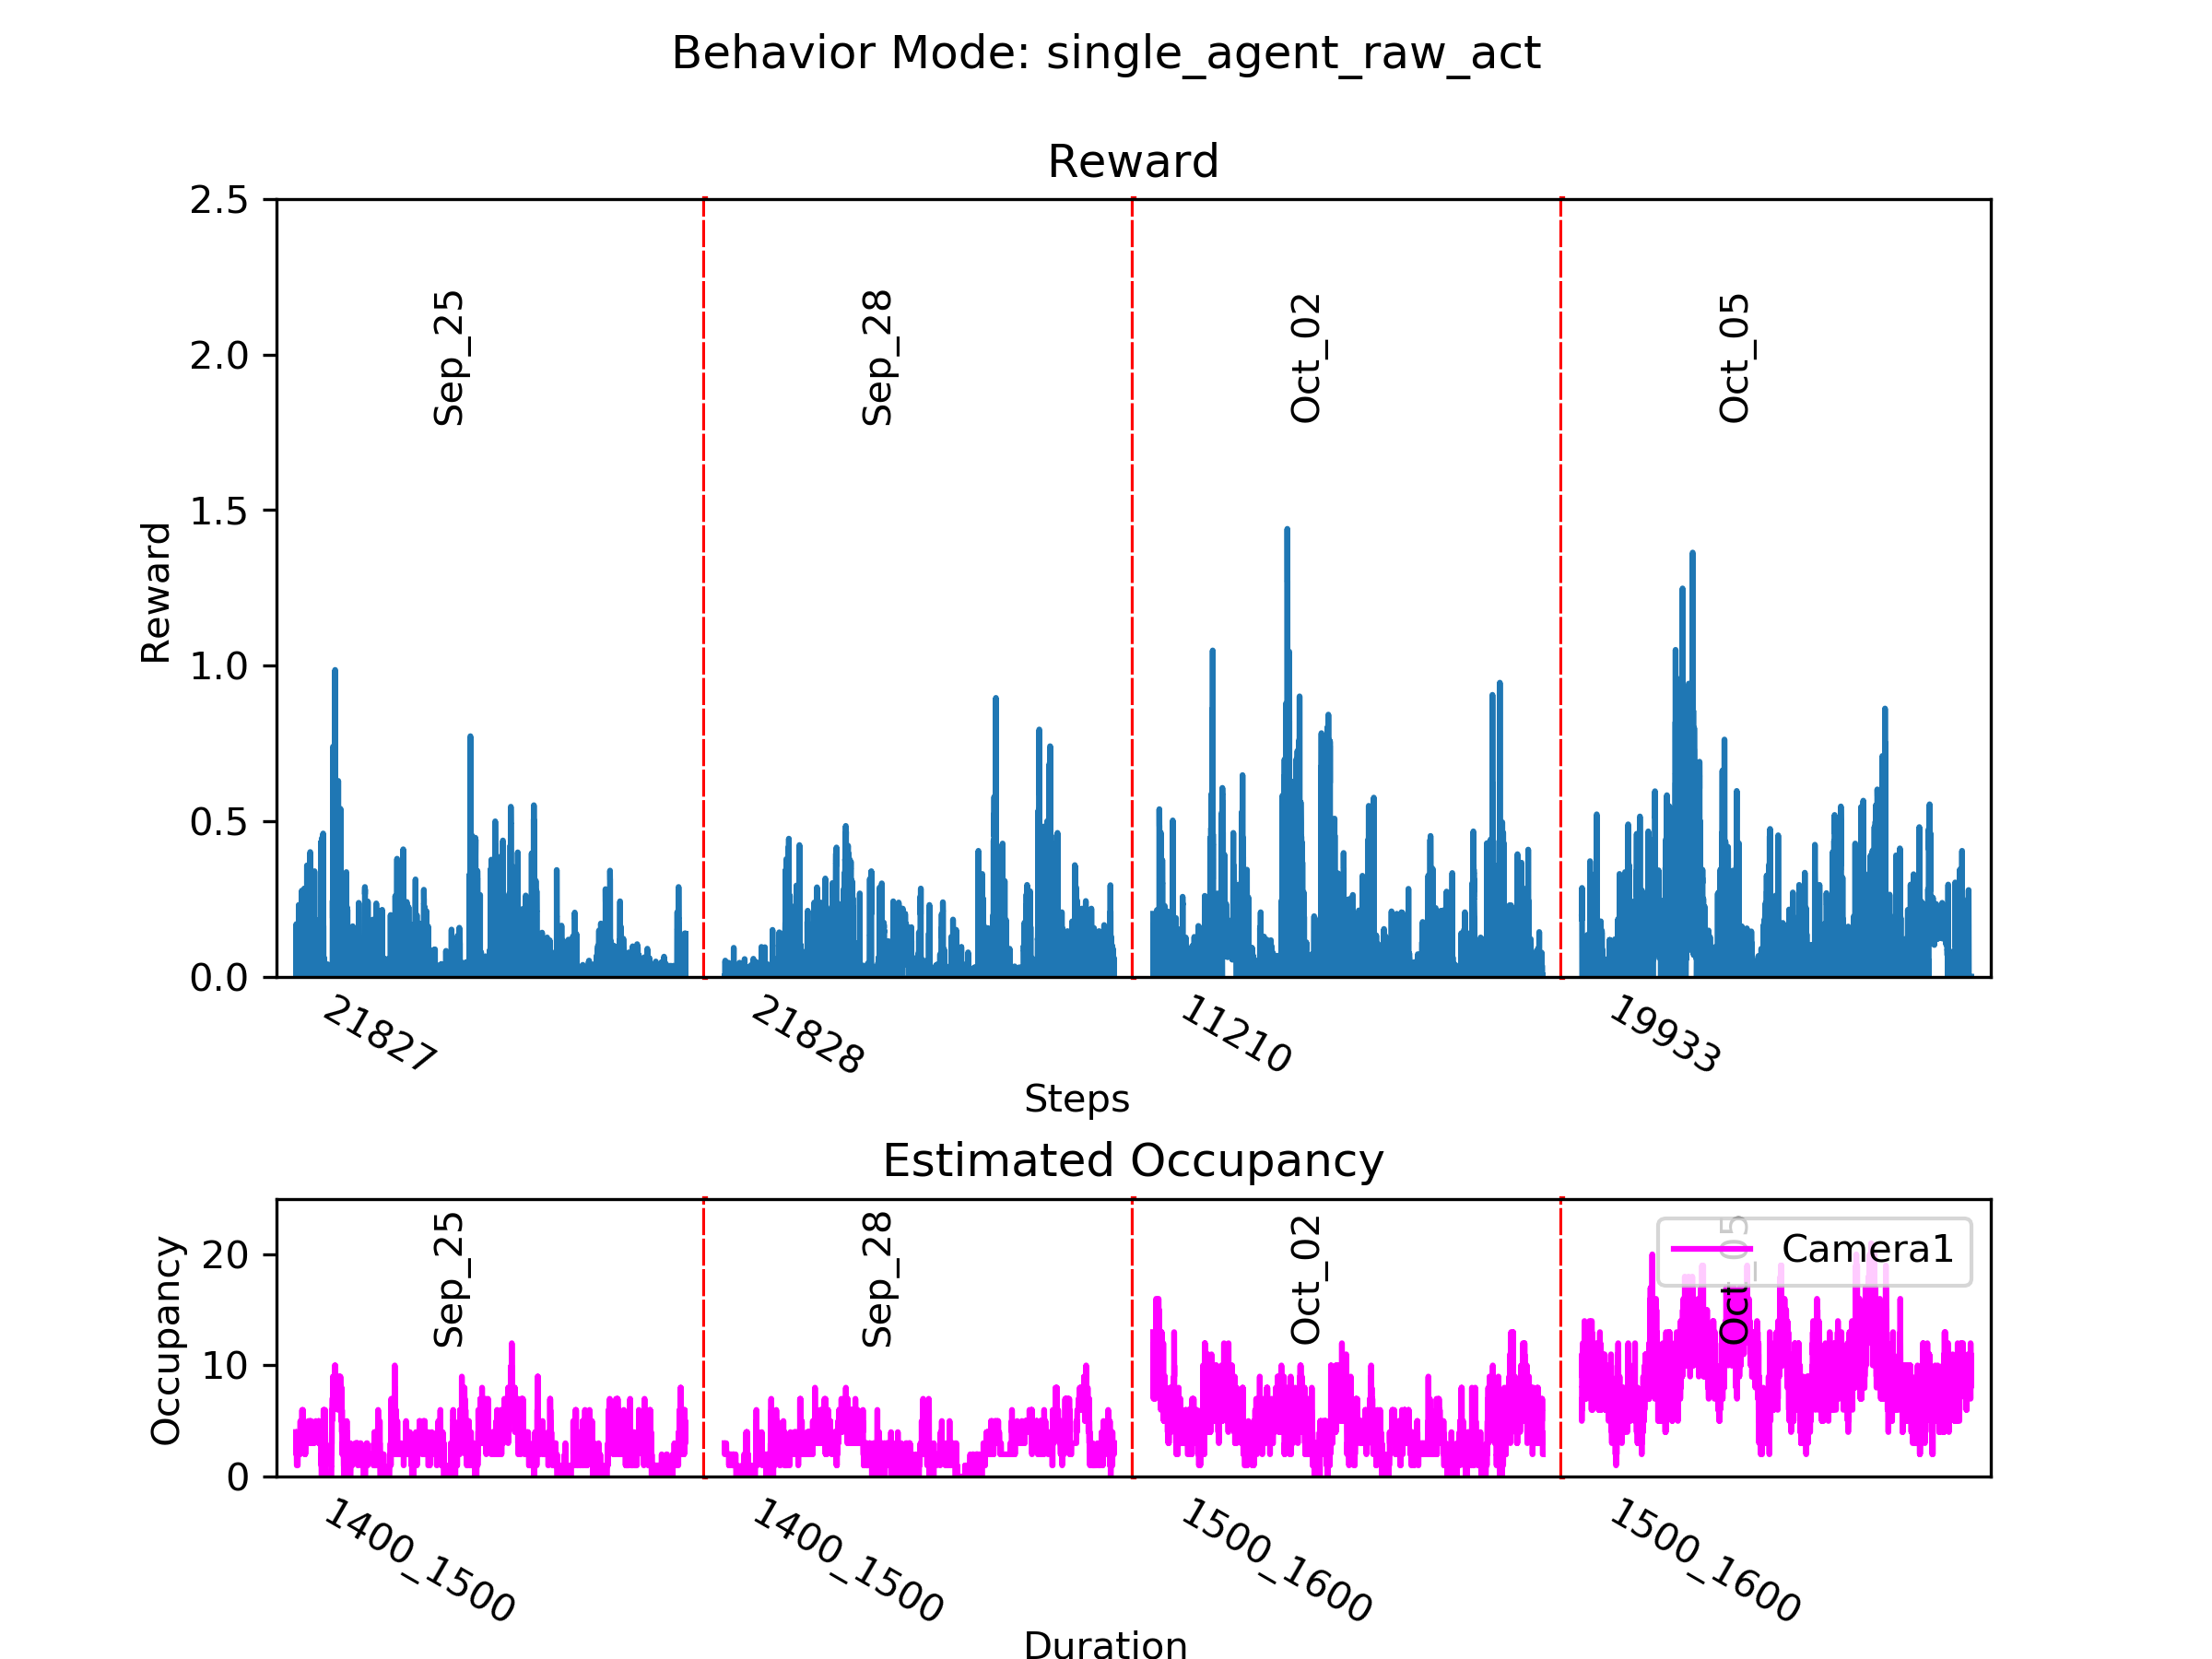 Behavior Mode: single_agent_raw_act
Reward
2.5
2.0
1.5
1.0
0.5
0.0
Reward
Sep_25
Sep_28
Oct_02
Oct_05
21827
21828
11210
19933
Steps
Estimated Occupancy
20
10
0
Occupancy
Sep_25
Sep_28
Oct_02
Oct_05
Camera1
1400_1500
1400_1500
1500_1600
1500_1600
Duration